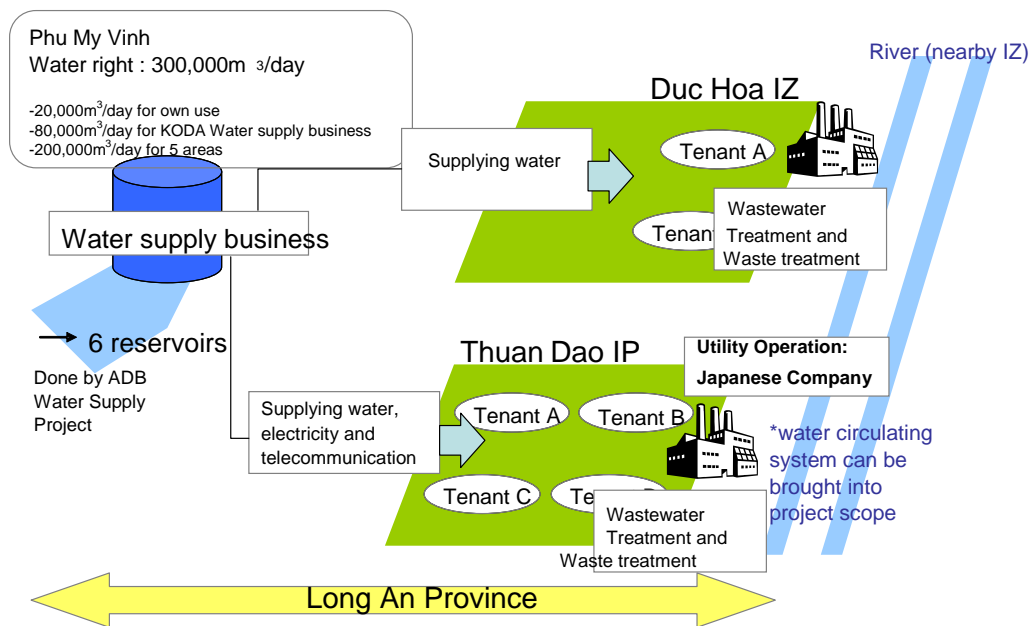 Phu My Vinh
Water right : 300,000m 3/day
-20,000m3/day for own use
-80,000m3/day for KODA Water supply business
-200,000m3/day for 5 areas
Water supply business
6 reservoirs
Done by ADB
Water Supply
Project
Supplying water
Duc Hoa IZ
River (nearby IZ)
Tenant A
Tenant
Wastewater
Treatment and
Waste treatment
Thuan Dao IP
Utility Operation:
Japanese Company
Supplying water,
electricity and
telecommunication
Tenant A
Tenant B
Tenant C
Wastewater
Treatment and
Waste treatment
*water circulating
system can be
brought into
project scope
Long An Province